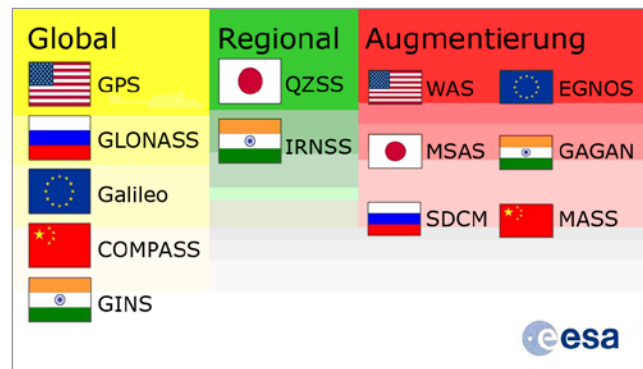 Global
GPS
GLONASS
Galileo
COMPASS
GINS
Regional
QZSS
IRNSS
Augmentierung
WAS EGNOS
MSAS GAGAN
SDCM MASS
esa